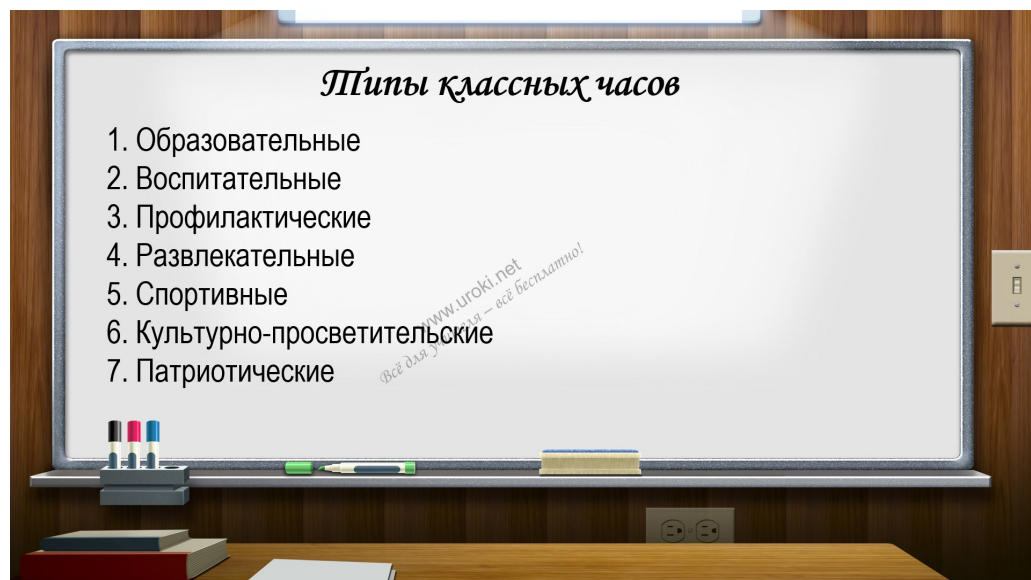 Типы классных часов
1. Образовательные
2. Воспитательные
3. Профилактические
4. Развлекательные
5. Спортивные
6. Культурно-просветительские
7. Патриотические
www.uroki.net
Всё для учителя – всё бесплатно!